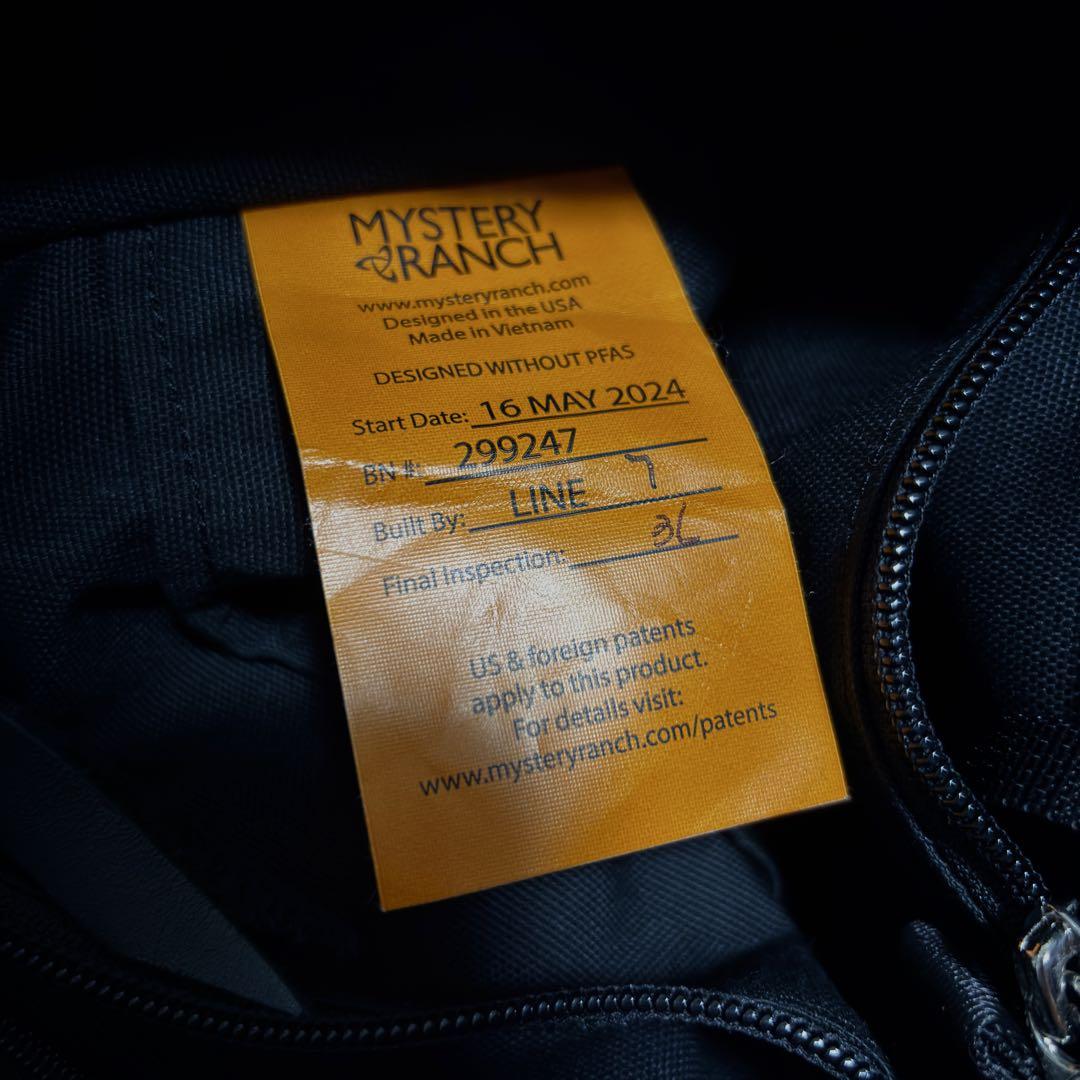 MYSTERY
RANCH
www.mysteryranch.com
Designed in the USA
Made in Vietnam
DESIGNED WITHOUT PFAS
Start Date: 16 MAY 2024
BN #: 299247
Built By: LINE 7
Final Inspection: 36
US & foreign patents
apply to this product.
For details visit:
www.mysteryranch.com/patents